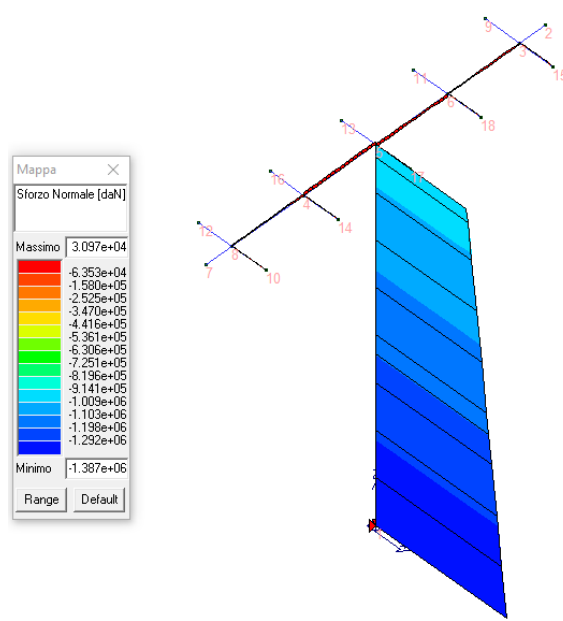 9
2
3
15
11
6
18
13
17
16
4
14
12
8
7
10
Mappa
Sforzo Normale [daN]
Massimo 3.097e+04
-6.353e+04
-1.580e+05
-2.525e+05
-3.470e+05
-4.416e+05
-5.361e+05
-6.306e+05
-7.251e+05
-8.196e+05
-9.141e+05
-1.009e+06
-1.103e+06
-1.198e+06
-1.292e+06
Minimo -1.387e+06
Range Default